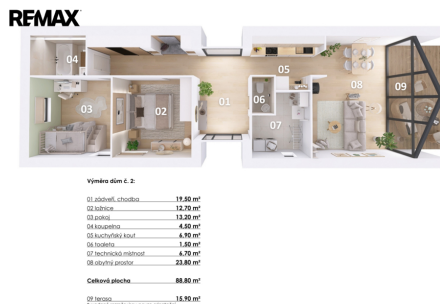 REMAX
04
05
03
02
01
06
07
08
09
Výměra dům č. 2:
01 zádveří, chodba 19,50 m²
02 ložnice 12,70 m²
03 pokoj 13,20 m²
04 koupelna 4,50 m²
05 kuchyňský kout 6,90 m²
06 toaleta 1,50 m²
07 technická místnost 6,70 m²
08 obytný prostor 23,80 m²
Celková plocha 88,80 m²
09 terasa 15,90 m²